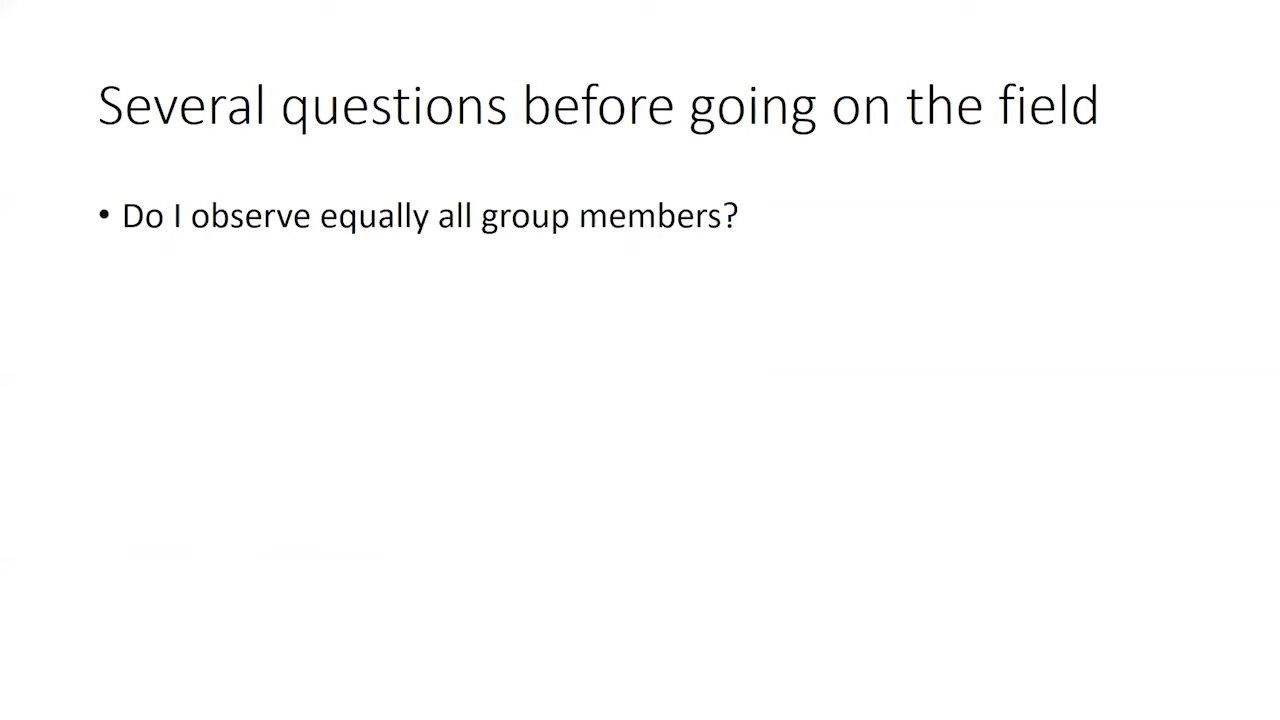 Several questions before going on the field
• Do I observe equally all group members?